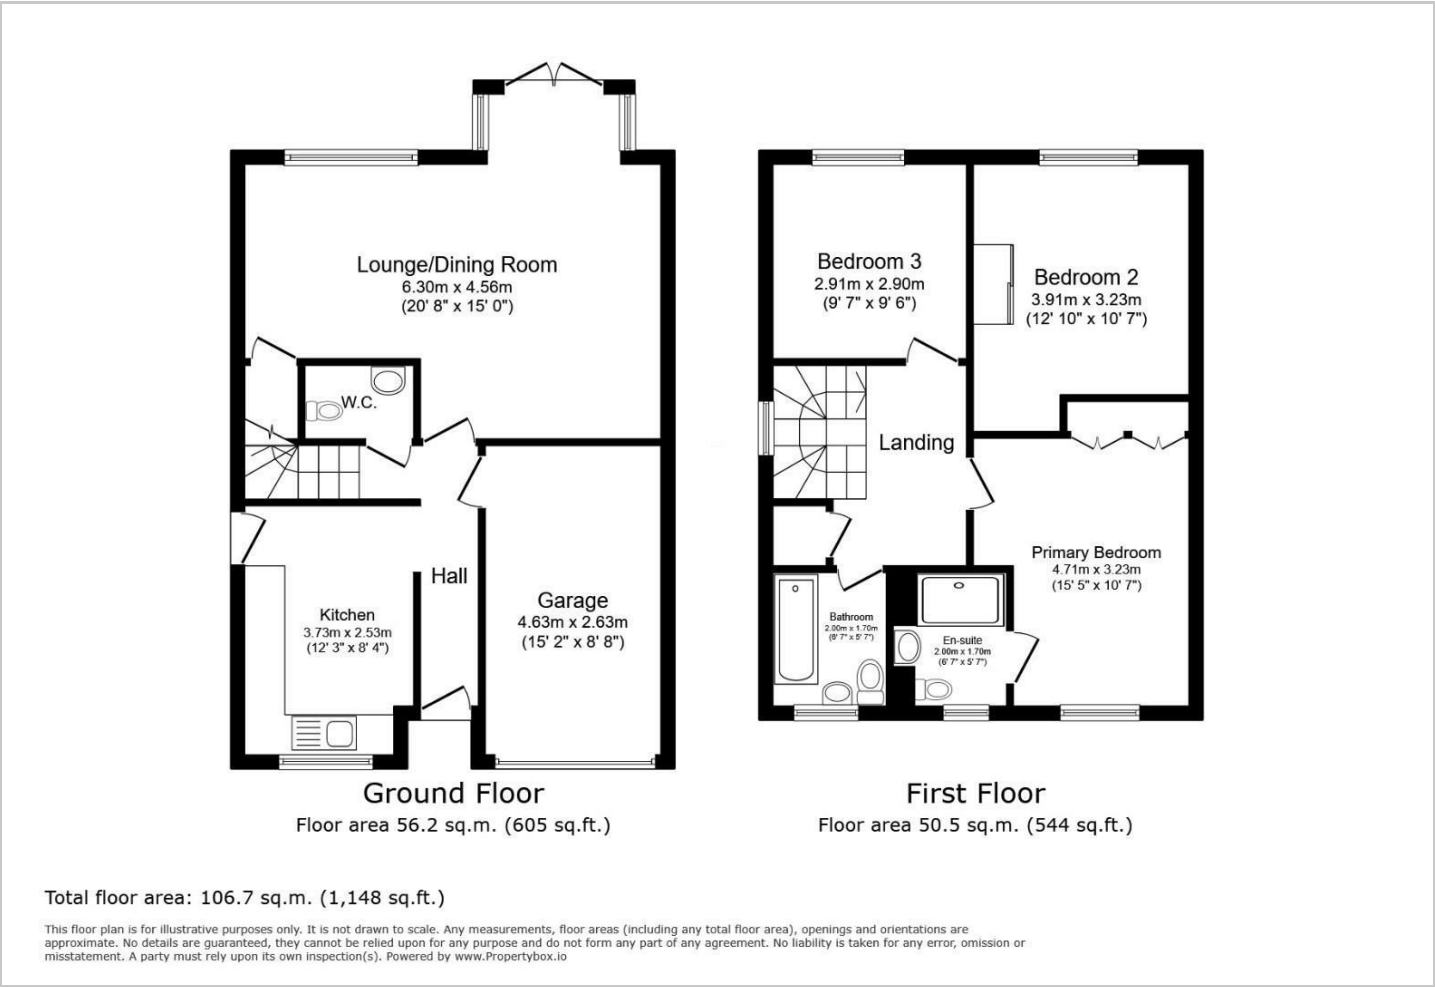 Lounge/Dining Room
6.30m x 4.56m
(20' 8" x 15' 0")
W.C.
Hall
Kitchen
3.73m x 2.53m
(12' 3" x 8' 4")
Garage
4.63m x 2.63m
(15' 2" x 8' 8")
Ground Floor
Floor area 56.2 sq.m. (605 sq.ft.)
Bedroom 3
2.91m x 2.90m
(9' 7" x 9' 6")
Bedroom 2
3.91m x 3.23m
(12' 10" x 10' 7")
Landing
Primary Bedroom
4.71m x 3.23m
(15' 5" x 10' 7")
Bathroom
2.00m x 1.70m
(6' 7" x 5' 7")
En-suite
2.00m x 1.70m
(6' 7" x 5' 7")
First Floor
Floor area 50.5 sq.m. (544 sq.ft.)
Total floor area: 106.7 sq.m. (1,148 sq.ft.)
This floor plan is for illustrative purposes only. It is not drawn to scale. Any measurements, floor areas (including any total floor area), openings and orientations are
approximate. No details are guaranteed, they cannot be relied upon for any purpose and do not form any part of any agreement. No liability is taken for any error, omission or
misstatement. A party must rely upon its own inspection(s). Powered by www.Propertybox.io